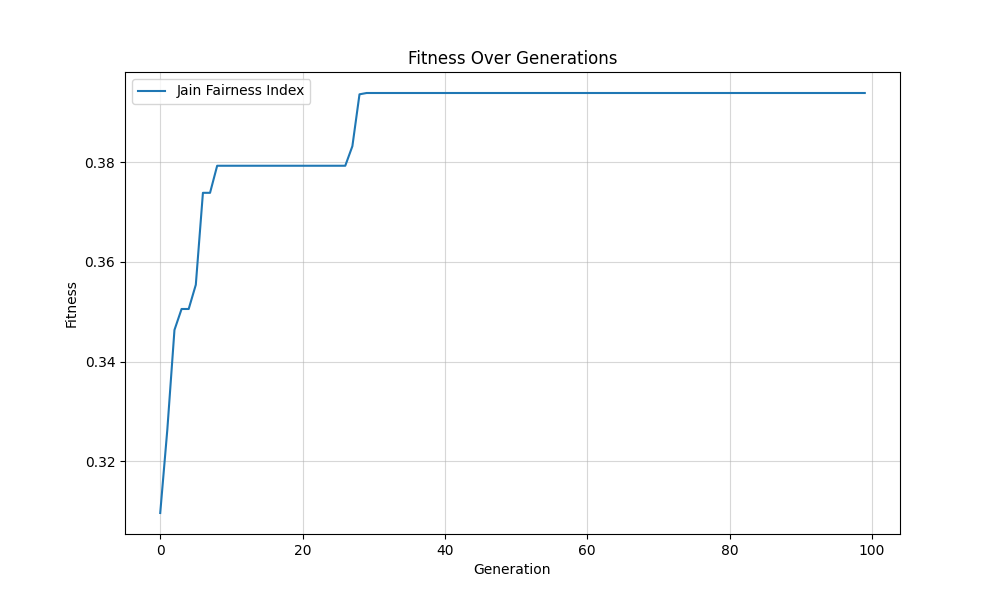 Fitness Over Generations
Jain Fairness Index
Fitness
0.38
0.36
0.34
0.32
0 20 40 60 80 100
Generation